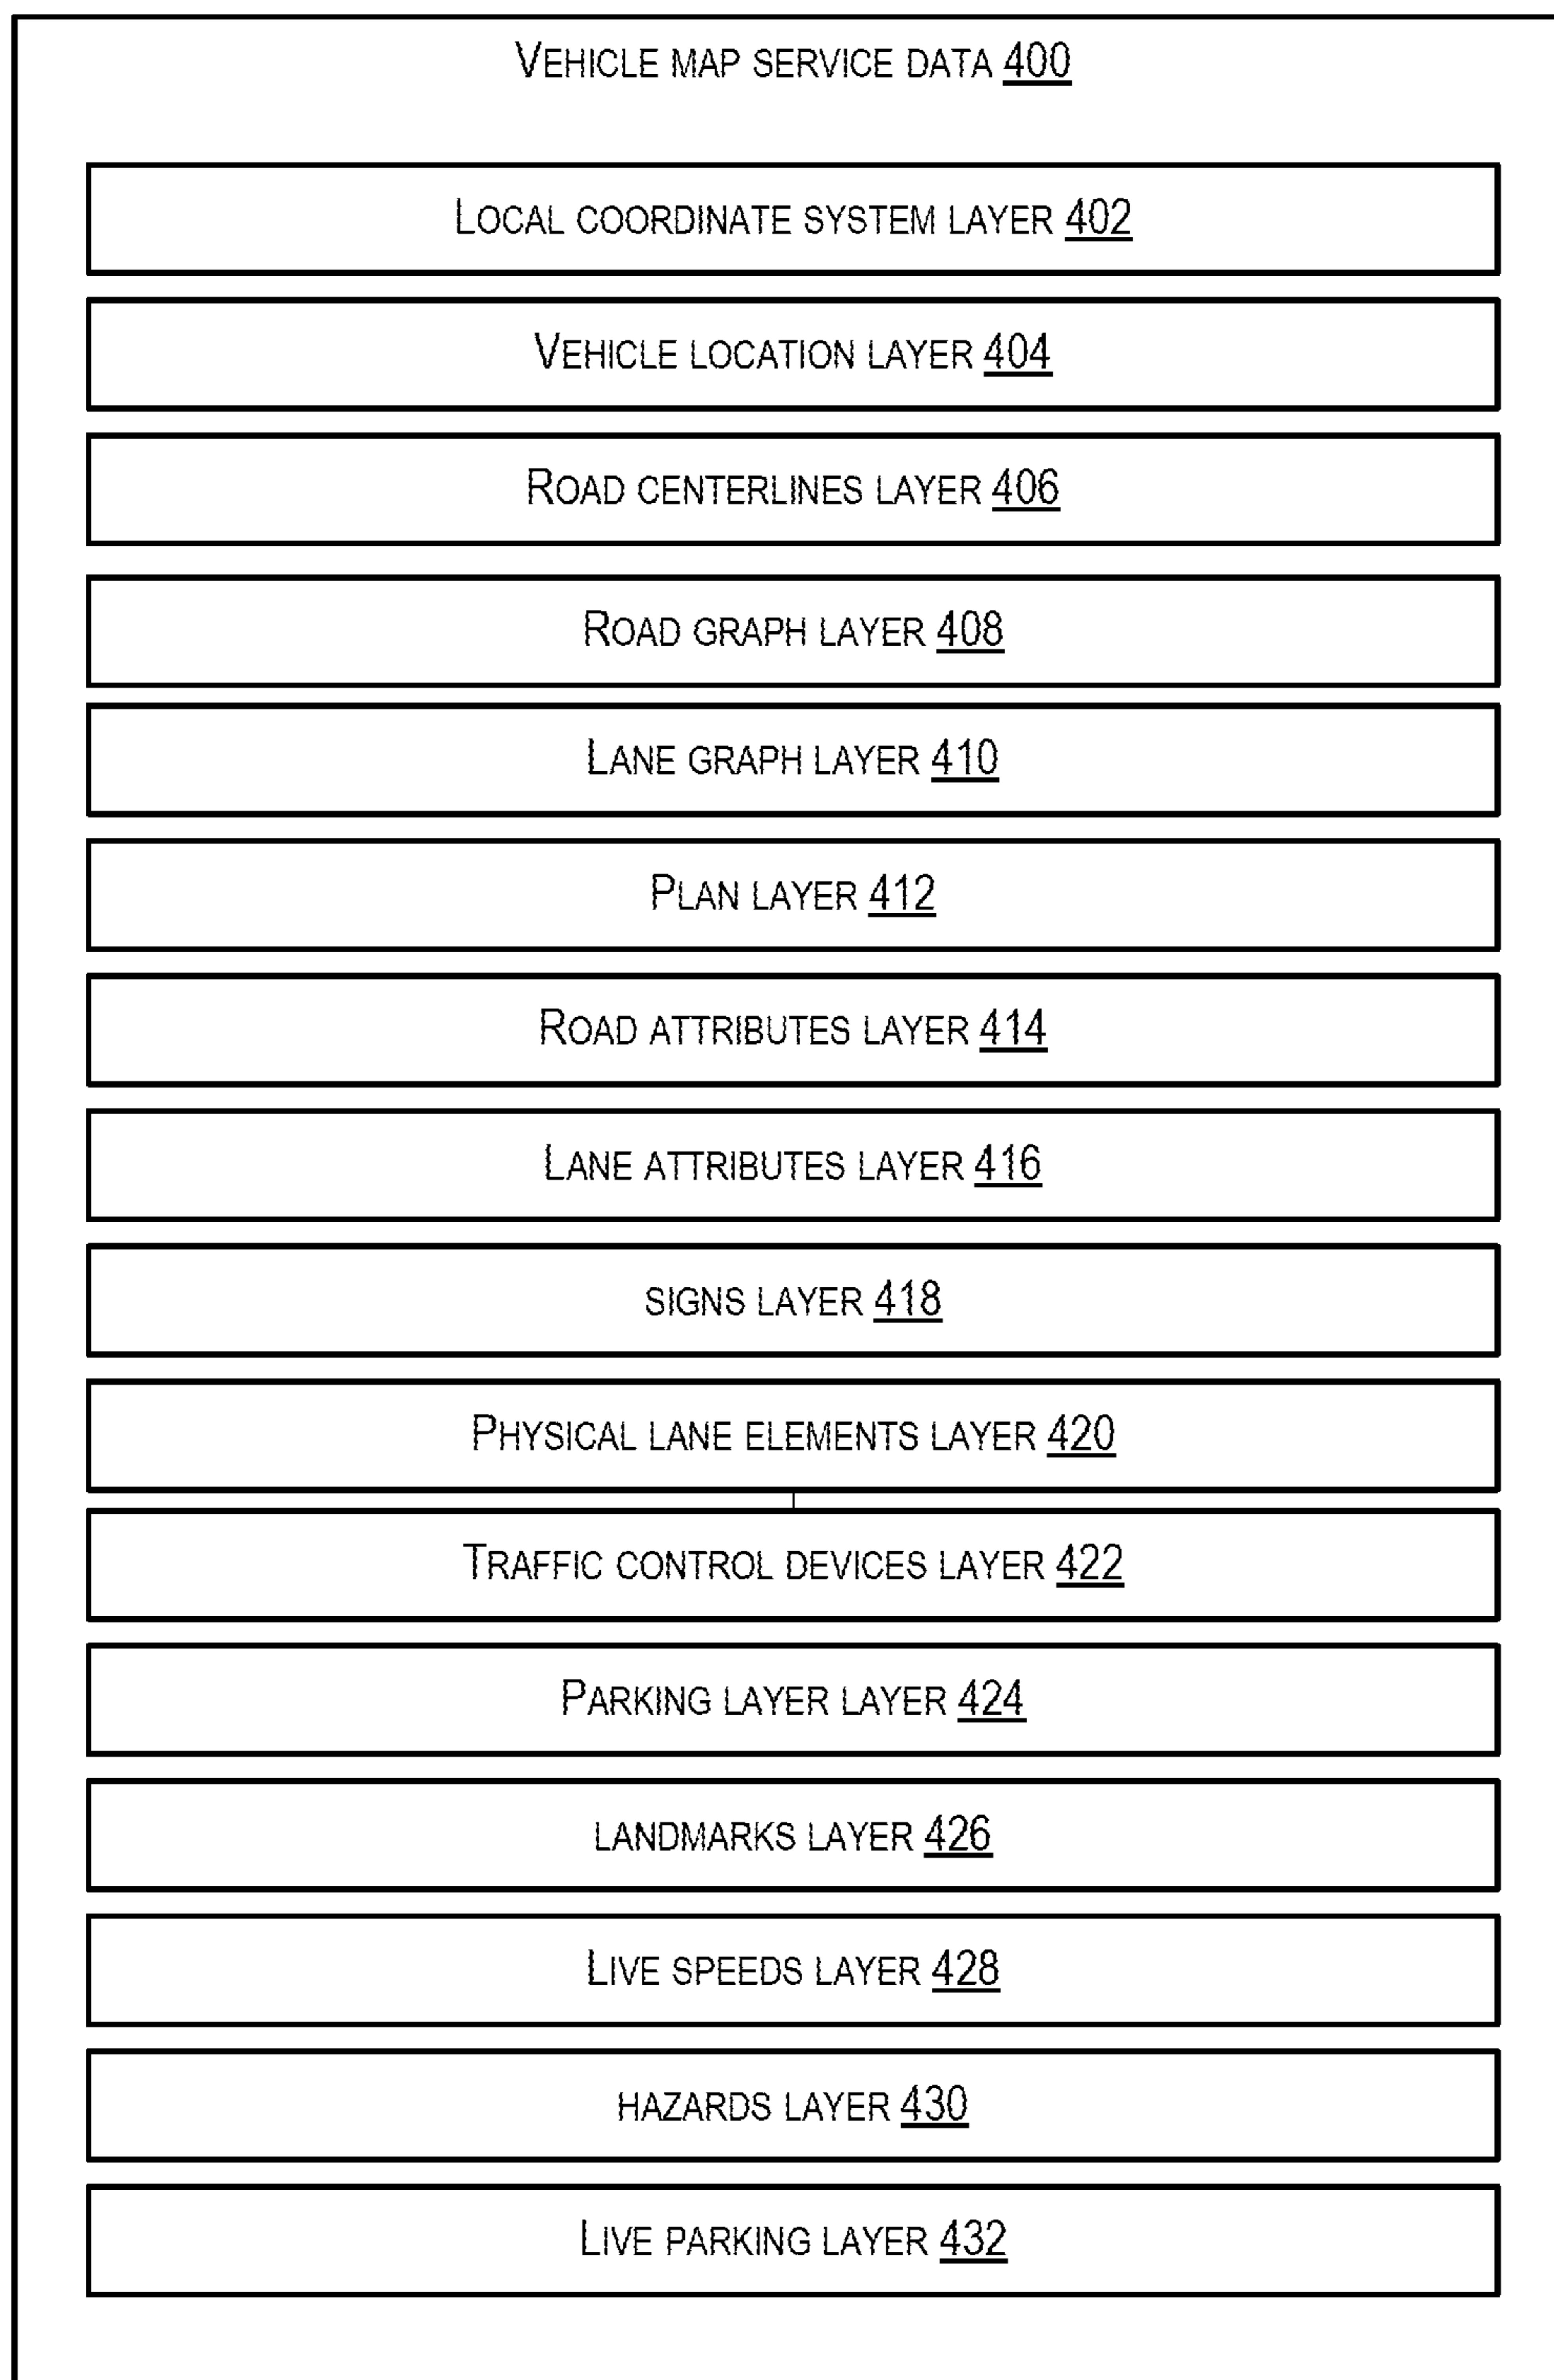 VEHICLE MAP SERVICE DATA 400
LOCAL COORDINATE SYSTEM LAYER 402
VEHICLE LOCATION LAYER 404
ROAD CENTERLINES LAYER 406
ROAD GRAPH LAYER 408
LANE GRAPH LAYER 410
PLAN LAYER 412
ROAD ATTRIBUTES LAYER 414
LANE ATTRIBUTES LAYER 416
SIGNS LAYER 418
PHYSICAL LANE ELEMENTS LAYER 420
TRAFFIC CONTROL DEVICES LAYER 422
PARKING LAYER LAYER 424
LANDMARKS LAYER 426
LIVE SPEEDS LAYER 428
HAZARDS LAYER 430
LIVE PARKING LAYER 432